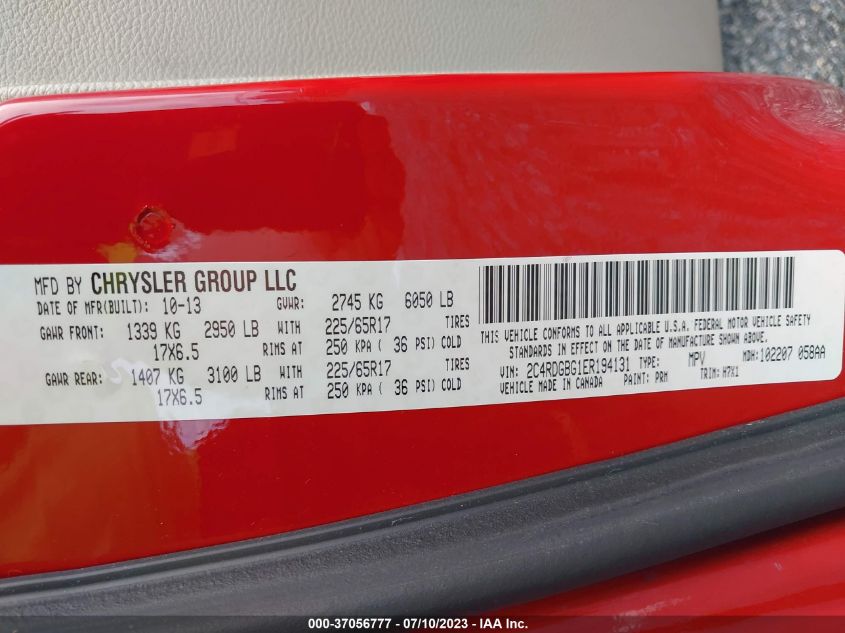 MFD BY CHRYSLER GROUP LLC
DATE OF MFR(BUILT): 10-13 GVWR: 2745 KG 6050 LB
GAWR FRONT: 1339 KG 2950 LB WITH 225/65R17 TIRES
17X6.5 RIMS AT 250 KPA ( 36 PSI) COLD
GAWR REAR: 1407 KG 3100 LB WITH 225/65R17 TIRES
17X6.5 RIMS AT 250 KPA ( 36 PSI) COLD
THIS VEHICLE CONFORMS TO ALL APPLICABLE U.S.A. FEDERAL MOTOR VEHICLE SAFETY
STANDARDS IN EFFECT ON THE DATE OF MANUFACTURE SHOWN ABOVE.
VIN: 2C4RDGBG1ER194131 TYPE: MPV MDH:102207 058AA
VEHICLE MADE IN CANADA PAINT: PRM TRIM: H7X1
000-37056777 - 07/10/2023 - IAA Inc.